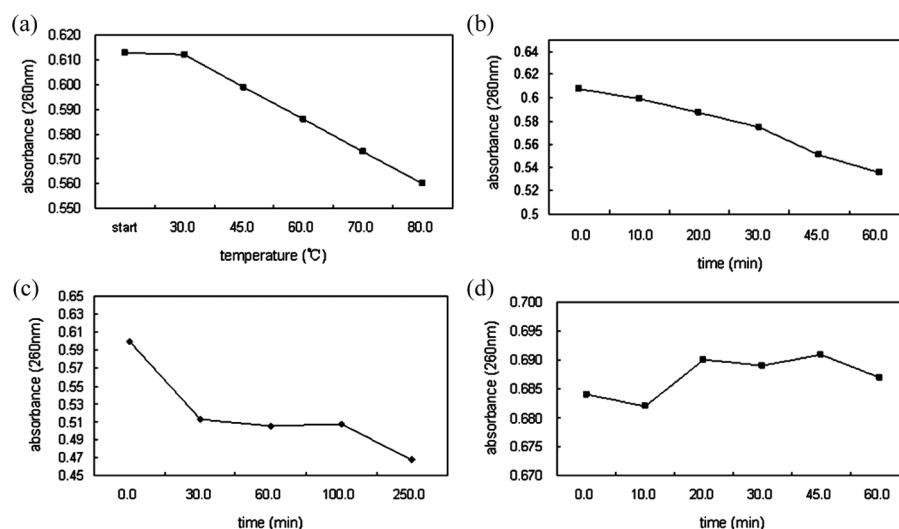 (a)
0.620
0.610
0.600
0.590
0.580
0.570
0.560
0.550
absorbance (260nm)
start 30.0 45.0 60.0 70.0 80.0
temperature (℃)
(b)
0.64
0.62
0.6
0.58
0.56
0.54
0.52
0.5
absorbance (260nm)
0.0 10.0 20.0 30.0 45.0 60.0
time (min)
(c)
0.65
0.63
0.61
0.59
0.57
0.55
0.53
0.51
0.49
0.47
0.45
absorbance (260nm)
0.0 30.0 60.0 100.0 250.0
time (min)
(d)
0.700
0.695
0.690
0.685
0.680
0.675
0.670
absorbance (260nm)
0.0 10.0 20.0 30.0 45.0 60.0
time (min)